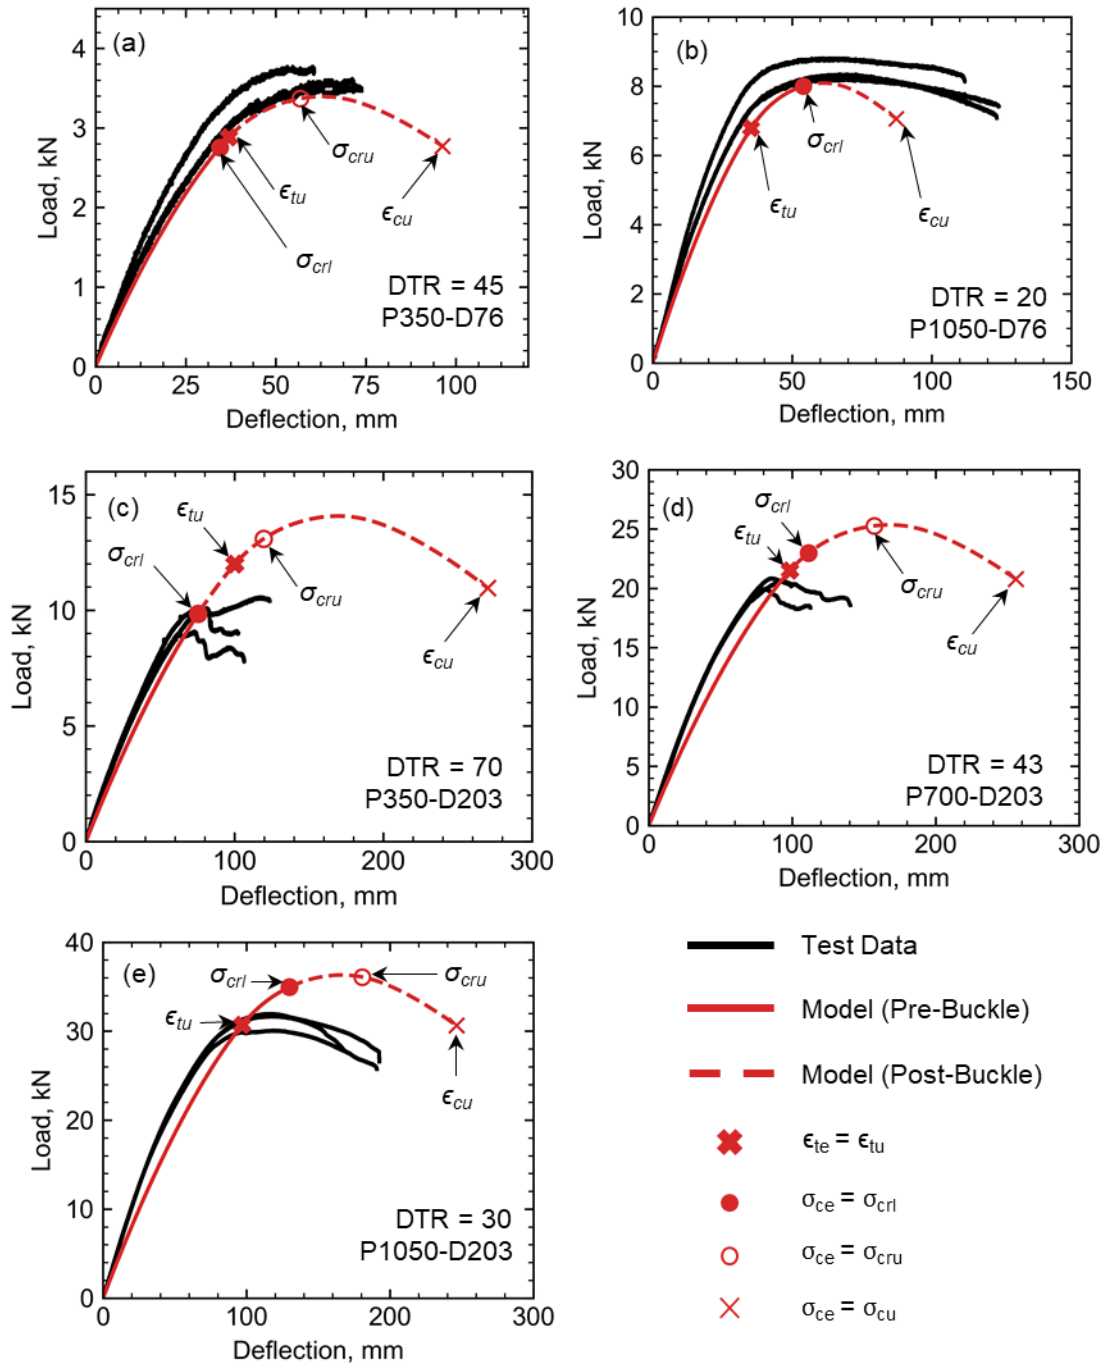 (a)
4
3
2
1
0
Load, kN
0 25 50 75 100
Deflection, mm
σcru
ϵtu
ϵcu
σcrl
DTR = 45
P350-D76
(b)
10
8
6
4
2
0
Load, kN
0 50 100 150
Deflection, mm
σcrl
ϵtu
ϵcu
DTR = 20
P1050-D76
(c)
15
10
5
0
Load, kN
0 100 200 300
Deflection, mm
ϵtu
σcrl
σcru
ϵcu
DTR = 70
P350-D203
(d)
30
25
20
15
10
5
0
Load, kN
0 100 200 300
Deflection, mm
σcrl
ϵtu
σcru
ϵcu
DTR = 43
P700-D203
(e)
40
30
20
10
0
Load, kN
0 100 200 300
Deflection, mm
σcrl
σcru
ϵtu
ϵcu
DTR = 30
P1050-D203
Test Data
Model (Pre-Buckle)
Model (Post-Buckle)
ϵte = ϵtu
σce = σcrl
σce = σcru
σce = σcu